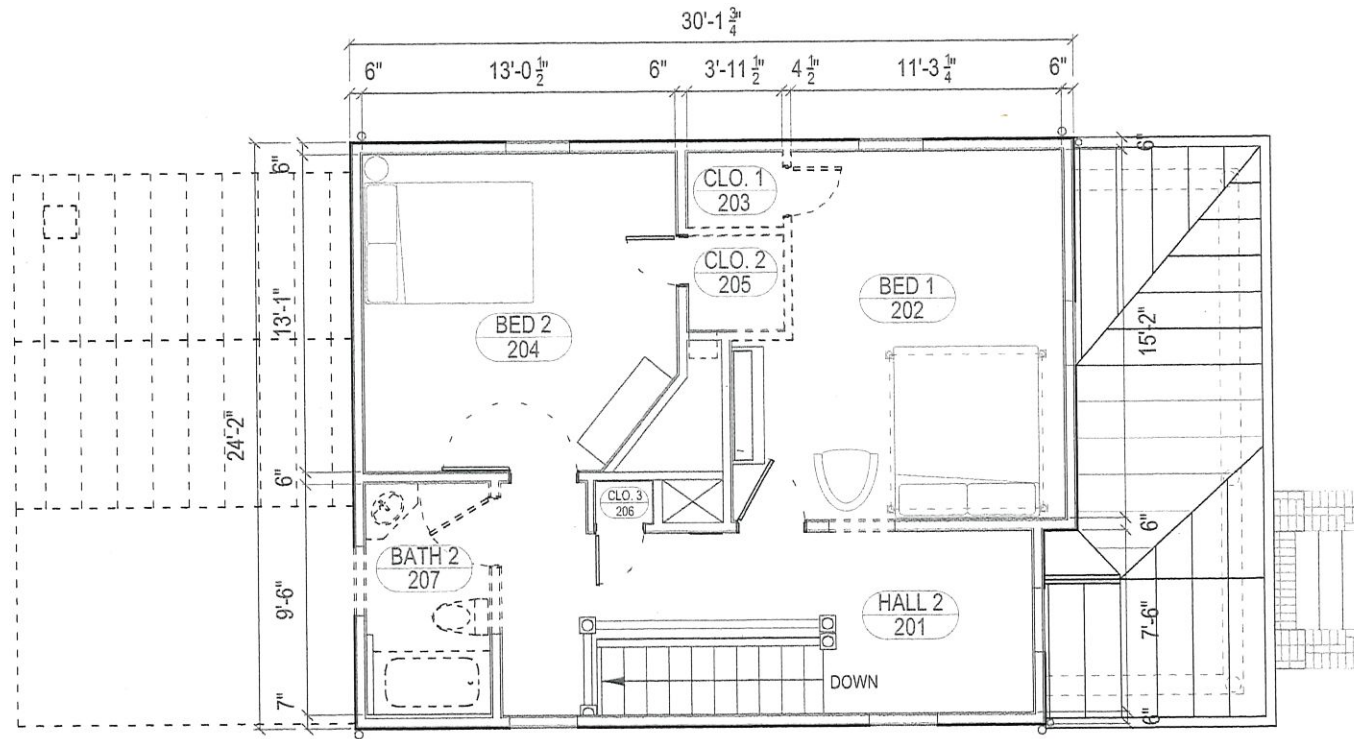 30'-1 3/4"
6" 13'-0 1/2" 6" 3'-11 1/2" 4 1/2" 11'-3 1/4" 6"
6"
6"
CLO. 1
203
CLO. 2
205
BED 1
202
BED 2
204
13'-1"
15'-2"
24'-2"
6"
CLO. 3
206
6"
BATH 2
207
9'-6"
HALL 2
201
7'-6"
DOWN
7"
6"